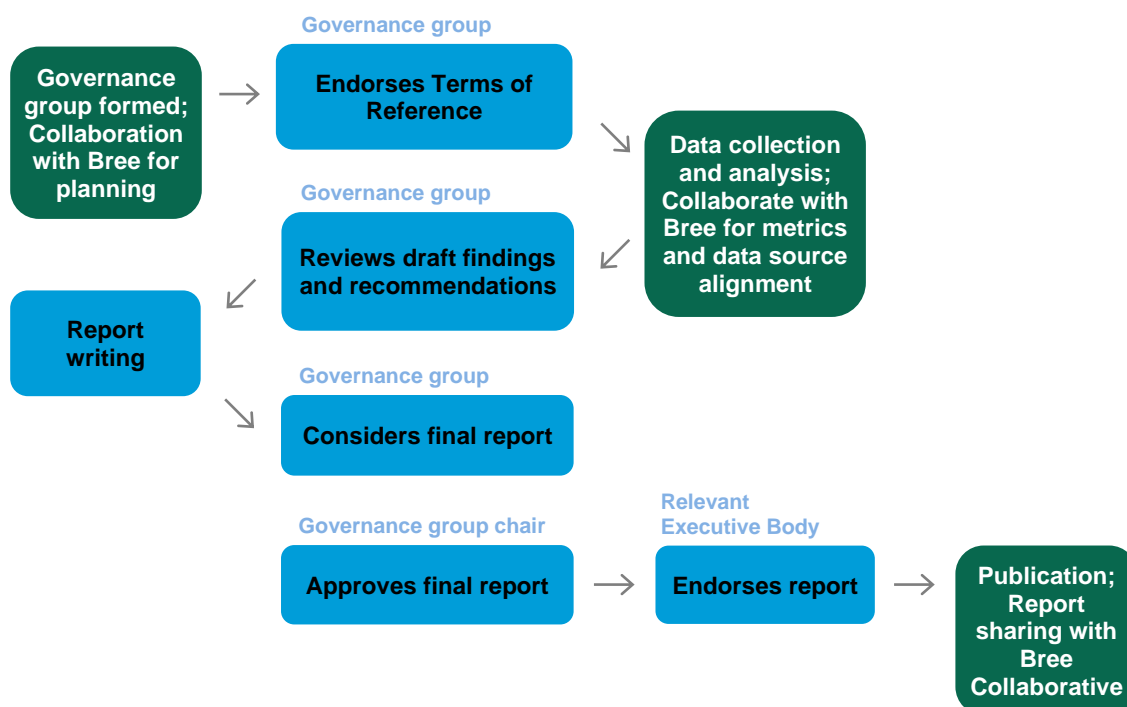 Governance group
Governance
group formed;
Collaboration
with Bree for
planning
Endorses Terms of
Reference
Data collection
and analysis;
Collaborate with
Bree for metrics
and data source
alignment
Governance group
Reviews draft findings
and recommendations
Report
writing
Governance group
Considers final report
Governance group chair
Approves final report
Relevant
Executive Body
Endorses report
Publication;
Report
sharing with
Bree
Collaborative